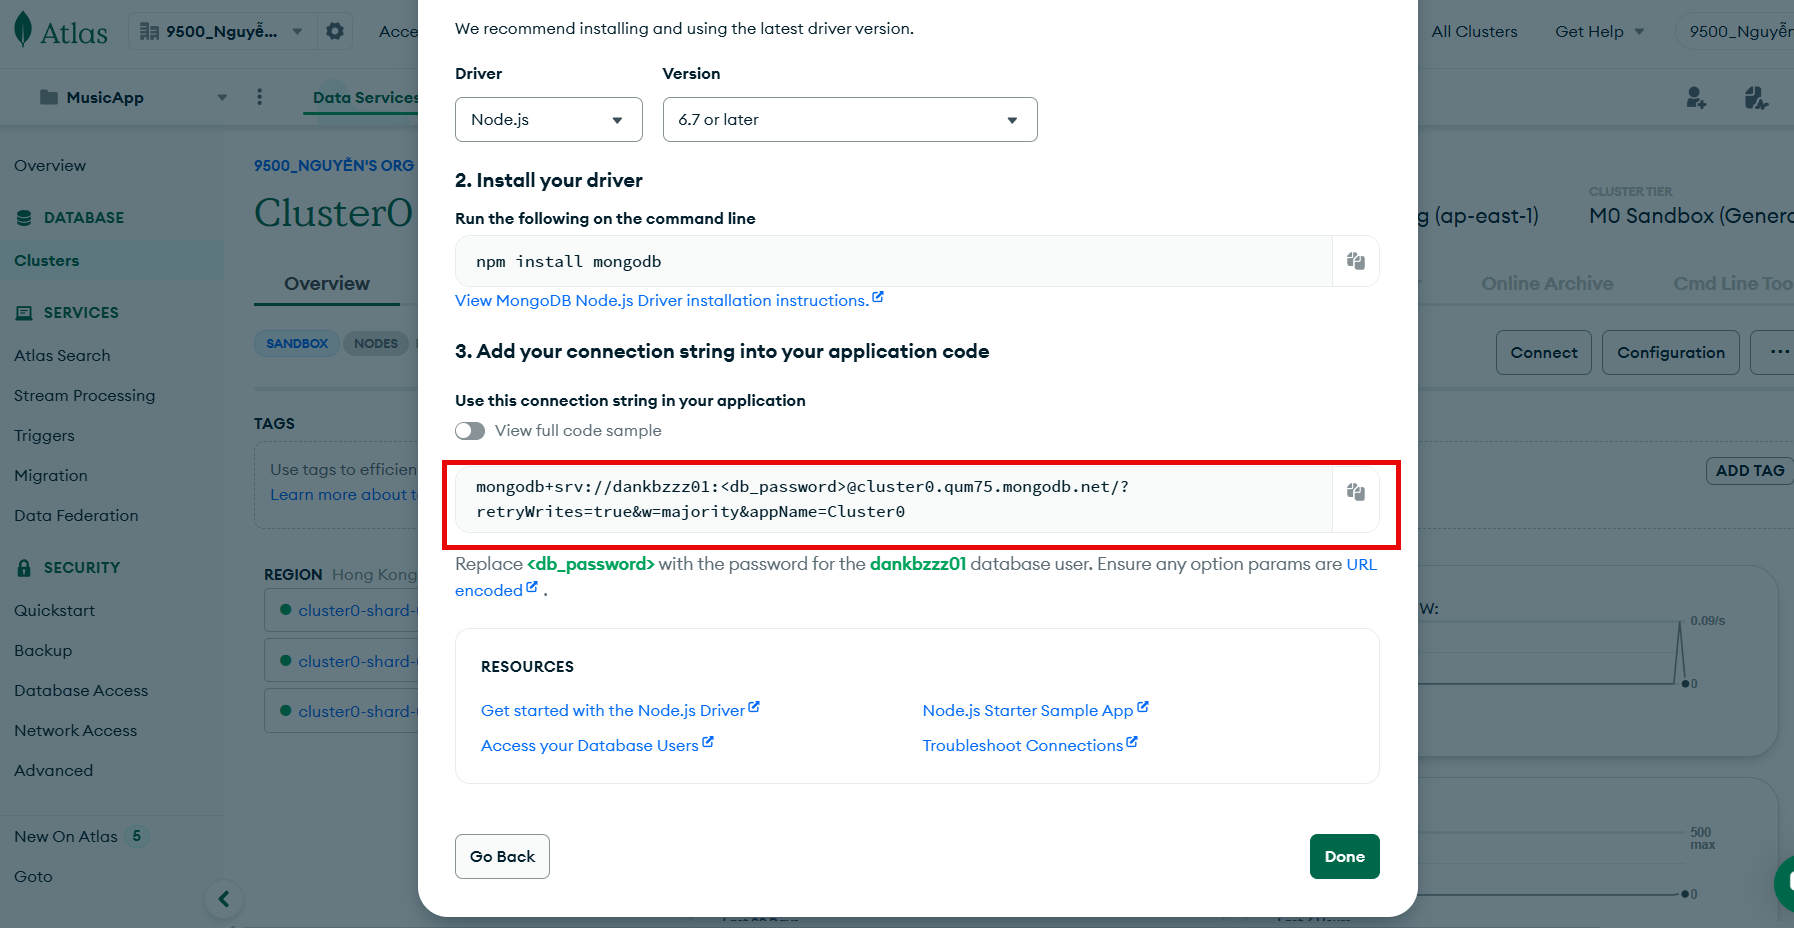 Atlas
9500_Nguyễ...
Acce
All Clusters
Get Help
9500_Nguyễn
MusicApp
Data Services
Overview
DATABASE
Clusters
SERVICES
Atlas Search
Stream Processing
Triggers
Migration
Data Federation
SECURITY
Quickstart
Backup
Database Access
Network Access
Advanced
New On Atlas 5
Goto
9500_NGUYỄN'S ORG
Cluster0
Overview
SANDBOX
NODES
TAGS
Use tags to efficien
Learn more about t
REGION Hong Kong
cluster0-shard-
cluster0-shard-
cluster0-shard-
We recommend installing and using the latest driver version.
Driver
Version
Node.js
6.7 or later
2. Install your driver
Run the following on the command line
npm install mongodb
View MongoDB Node.js Driver installation instructions.
3. Add your connection string into your application code
Use this connection string in your application
View full code sample
mongodb+srv://dankbzzz01:<db_password>@cluster0.qum75.mongodb.net/?
retryWrites=true&w=majority&appName=Cluster0
Replace <db_password> with the password for the dankbzzz01 database user. Ensure any option params are URL
encoded .
RESOURCES
Get started with the Node.js Driver
Node.js Starter Sample App
Access your Database Users
Troubleshoot Connections
Go Back
Done
CLUSTER TIER
g (ap-east-1)
M0 Sandbox (Genera
Online Archive
Cmd Line Too
Connect
Configuration
ADD TAG
W:
0.09/s
0
500
max
0